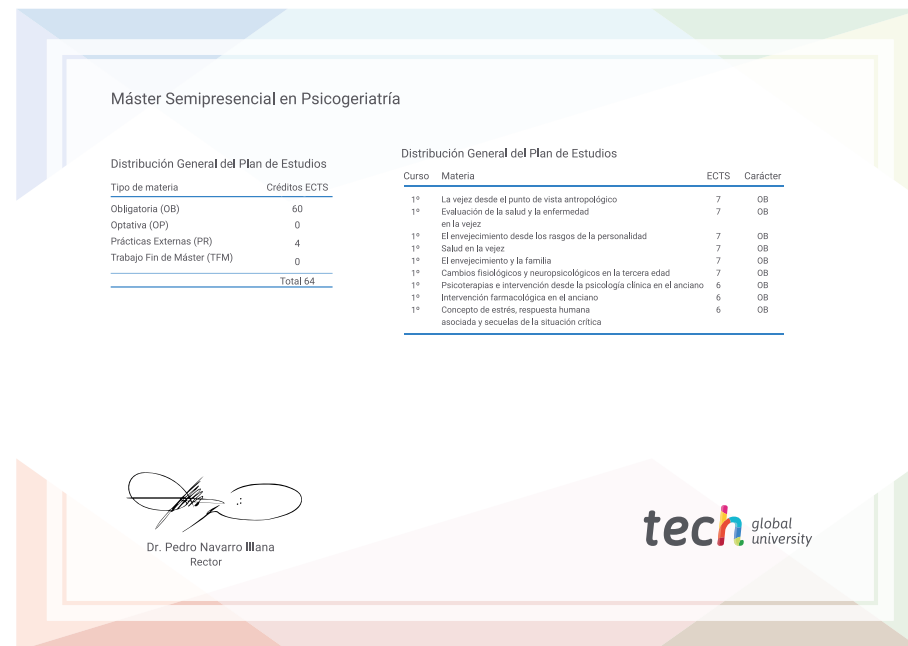 Máster Semipresencial en Psicogeriatría
Distribución General del Plan de Estudios
Tipo de materia Créditos ECTS
Obligatoria (OB) 60
Optativa (OP) 0
Prácticas Externas (PR) 4
Trabajo Fin de Máster (TFM) 0
Total 64
Distribución General del Plan de Estudios
Curso Materia ECTS Carácter
1º La vejez desde el punto de vista antropológico 7 OB
1º Evaluación de la salud y la enfermedad 7 OB
en la vejez
1º El envejecimiento desde los rasgos de la personalidad 7 OB
1º Salud en la vejez 7 OB
1º El envejecimiento y la familia 7 OB
1º Cambios fisiológicos y neuropsicológicos en la tercera edad 7 OB
1º Psicoterapias e intervención desde la psicología clínica en el anciano 6 OB
1º Intervención farmacológica en el anciano 6 OB
1º Concepto de estrés, respuesta humana 6 OB
asociada y secuelas de la situación crítica
Dr. Pedro Navarro Illana
Rector
tech global
university